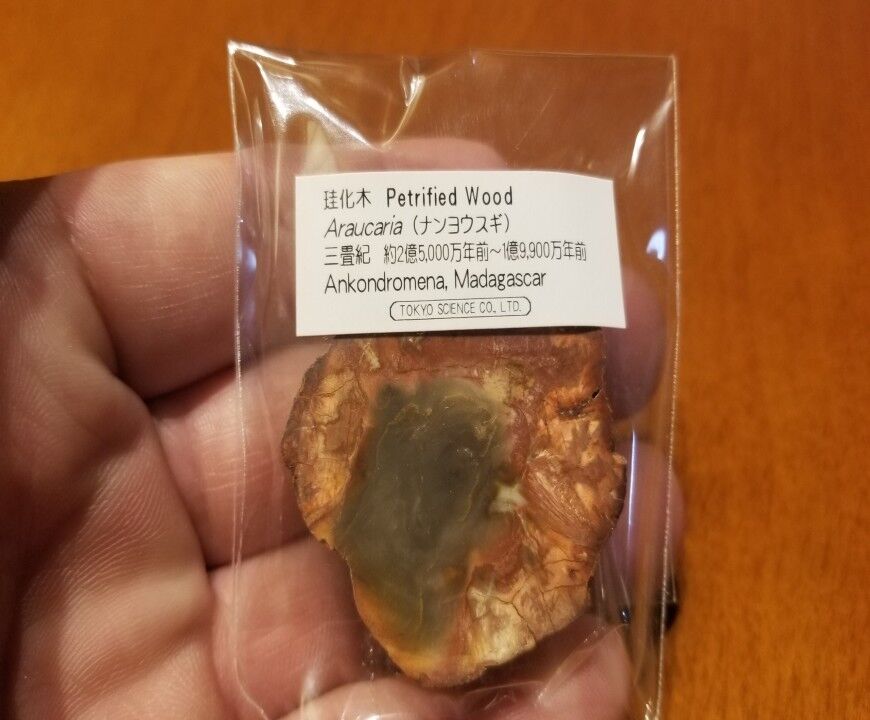 珪化木 Petrified Wood
Araucaria (ナンヨウスギ)
三畳紀 約2億5,000万年前～1億9,900万年前
Ankondromena, Madagascar
TOKYO SCIENCE CO., LTD.